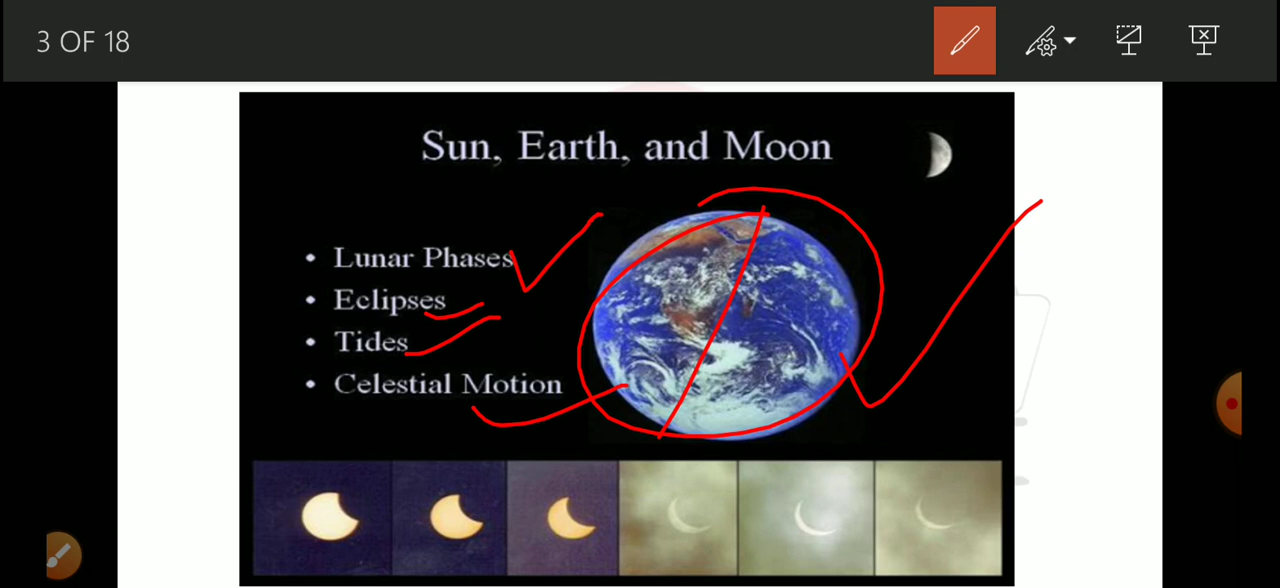 3 OF 18
Sun, Earth, and Moon
• Lunar Phases
• Eclipses
• Tides
• Celestial Motion